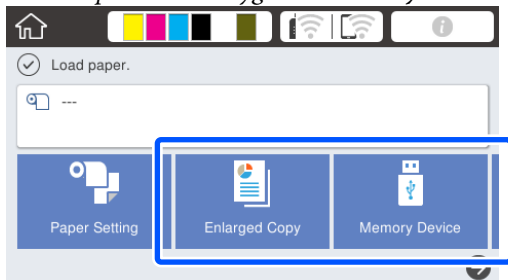 Load paper.
---
Paper Setting
Enlarged Copy
Memory Device